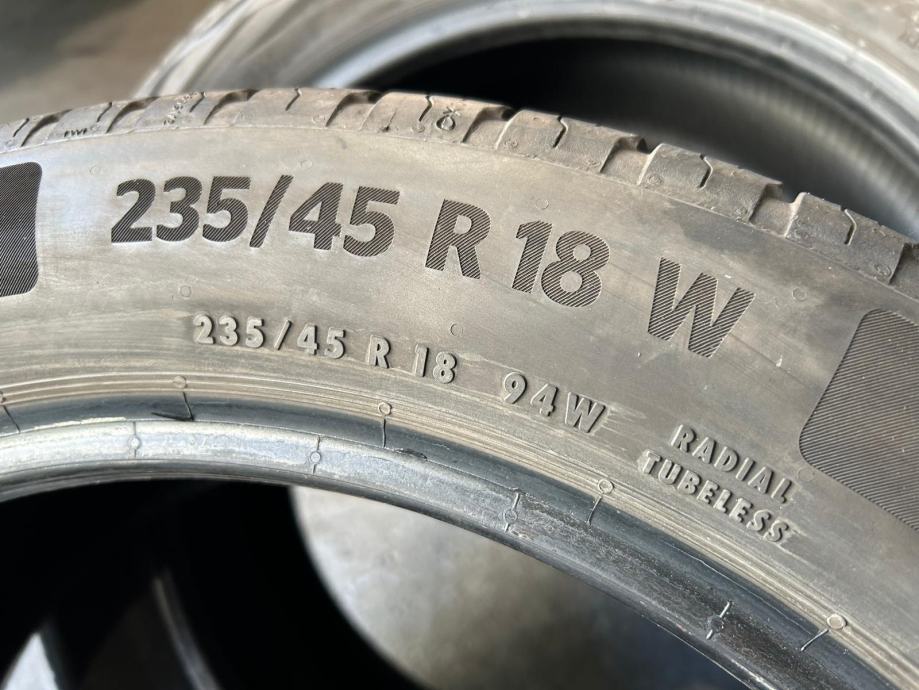 235/45 R 18 W
235/45 R 18 94W
RADIAL
TUBELESS